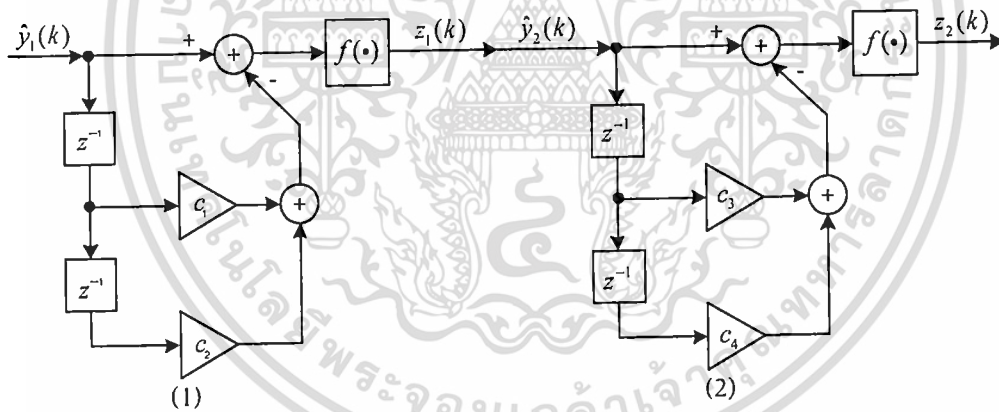 ŷ₁(k)
+
+
-
f(•)
z₁(k)
ŷ₂(k)
+
+
-
f(•)
z₂(k)
z⁻¹
z⁻¹
c₁
+
c₃
+
z⁻¹
z⁻¹
c₂
c₄
(1)
(2)